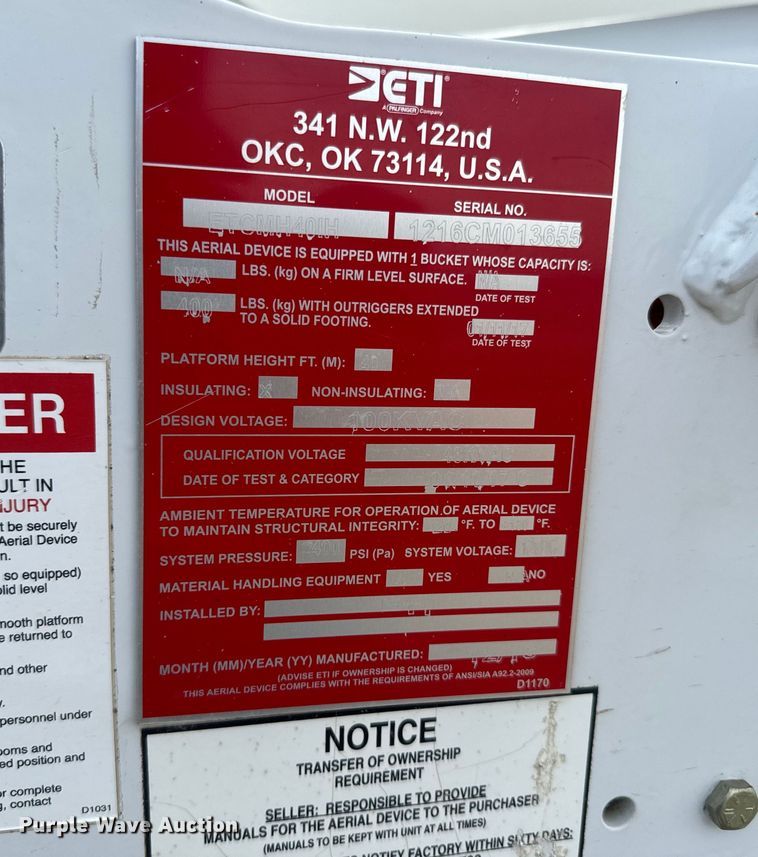 ETI
A PALFINGER Company
341 N.W. 122nd
OKC, OK 73114, U.S.A.
MODEL SERIAL NO.
ETCMH40IH 1216CM013655
THIS AERIAL DEVICE IS EQUIPPED WITH 1 BUCKET WHOSE CAPACITY IS:
N/A LBS. (kg) ON A FIRM LEVEL SURFACE. N/A
DATE OF TEST
400 LBS. (kg) WITH OUTRIGGERS EXTENDED
TO A SOLID FOOTING.
DATE OF TEST
PLATFORM HEIGHT FT. (M):
INSULATING: X NON-INSULATING:
DESIGN VOLTAGE: 100KVAC
QUALIFICATION VOLTAGE
DATE OF TEST & CATEGORY
AMBIENT TEMPERATURE FOR OPERATION OF AERIAL DEVICE
TO MAINTAIN STRUCTURAL INTEGRITY: °F. TO °F.
SYSTEM PRESSURE: PSI (Pa) SYSTEM VOLTAGE:
MATERIAL HANDLING EQUIPMENT YES NO
INSTALLED BY:
MONTH (MM)/YEAR (YY) MANUFACTURED:
(ADVISE ETI IF OWNERSHIP IS CHANGED)
THIS AERIAL DEVICE COMPLIES WITH THE REQUIREMENTS OF ANSI/SIA A92.2-2009
D1170
ER
HE
ULT IN
JURY
t be securely
Aerial Device
n.
so equipped)
olid level
mooth platform
e returned to
nd other
y.
personnel under
ooms and
ed position and
or complete
g, contact
D1031
NOTICE
TRANSFER OF OWNERSHIP
REQUIREMENT
SELLER: RESPONSIBLE TO PROVIDE
MANUALS FOR THE AERIAL DEVICE TO THE PURCHASER
(MANUALS TO BE KEPT WITH UNIT AT ALL TIMES)
NOTIFY FACTORY WITHIN SIXTY DAYS:
Purple Wave Auction